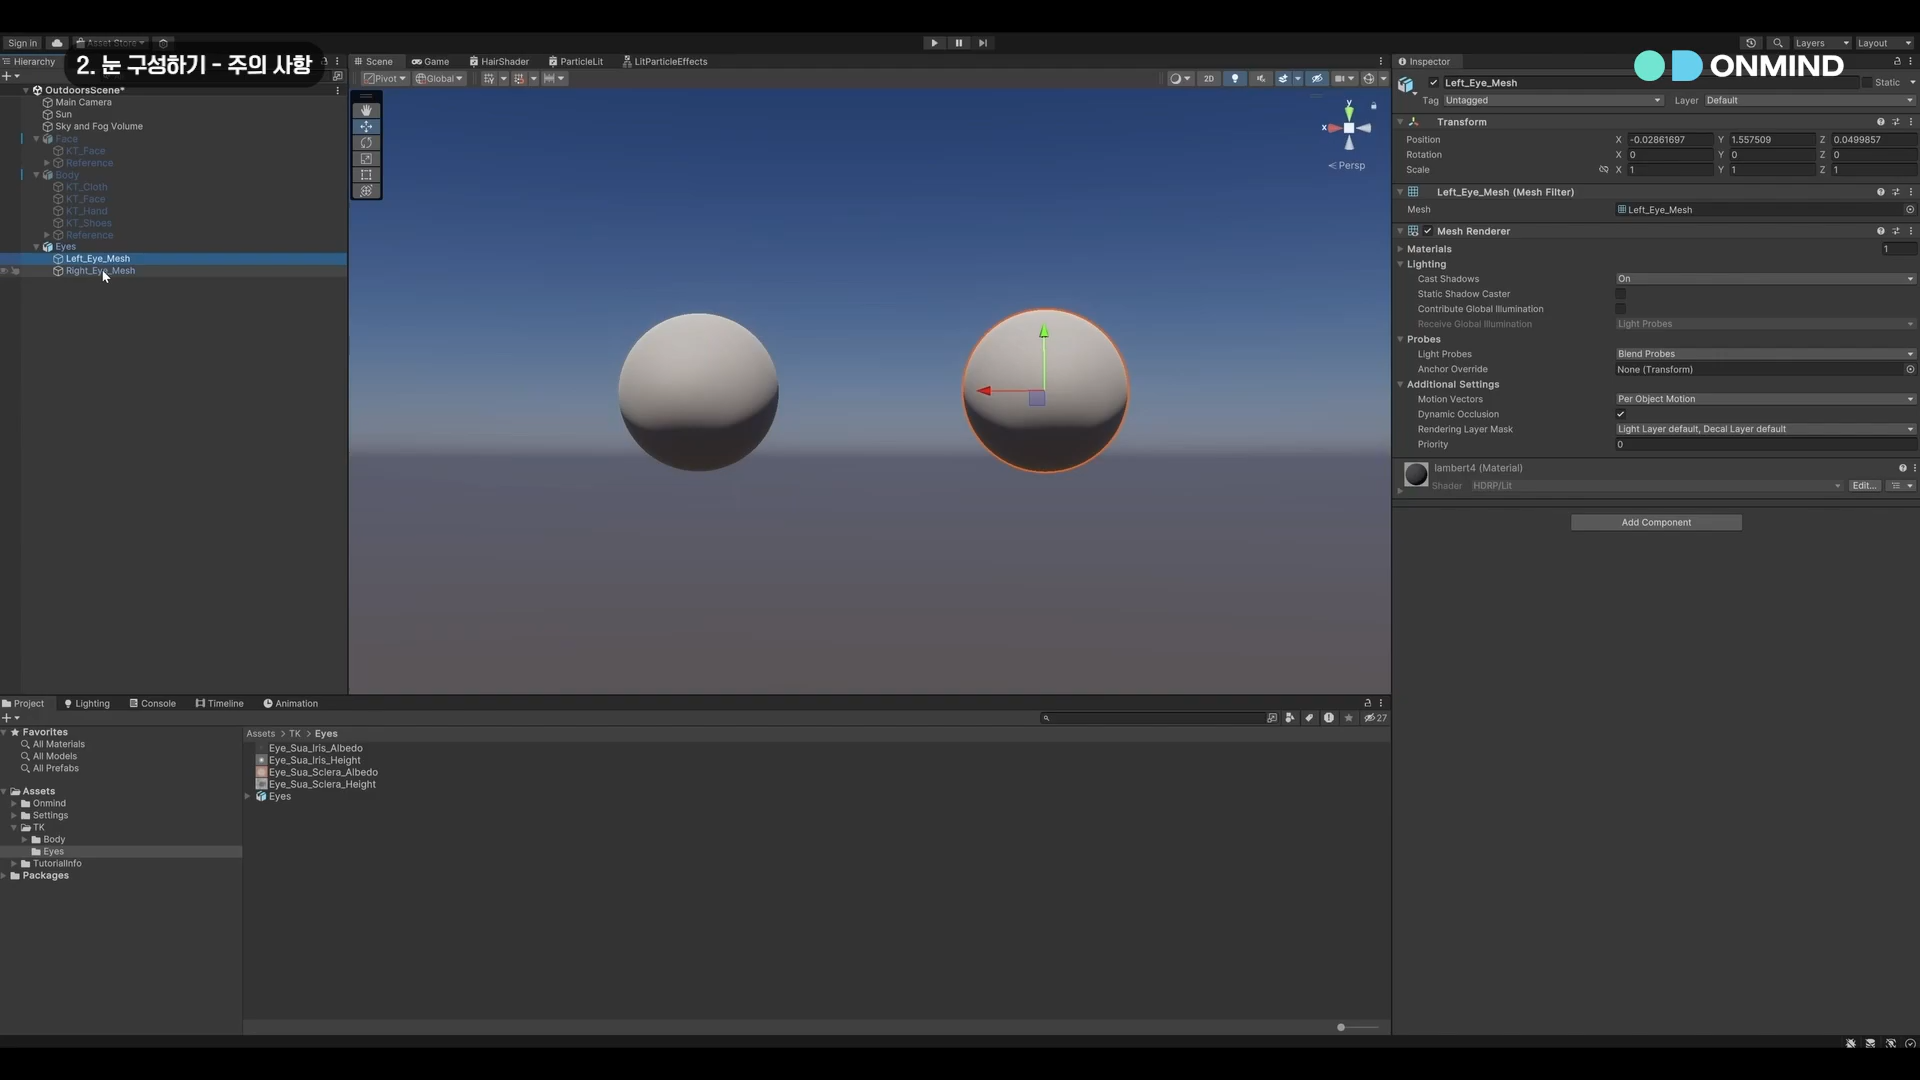 Sign in
Asset Store
Layers
Layout
2. 눈 구성하기 - 주의 사항
ONMIND
Hierarchy
Scene
Game
HairShader
ParticleLit
LitParticleEffects
Inspector
Pivot
Global
2D
OutdoorsScene*
Main Camera
Sun
Sky and Fog Volume
Face
KT_Face
Reference
Body
KT_Cloth
KT_Face
KT_Hand
KT_Shoes
Reference
Eyes
Left_Eye_Mesh
Right_Eye_Mesh
y
x
< Persp
Left_Eye_Mesh
Static
Tag Untagged
Layer Default
Transform
Position X -0.02861697 Y 1.557509 Z 0.0499857
Rotation X 0 Y 0 Z 0
Scale X 1 Y 1 Z 1
Left_Eye_Mesh (Mesh Filter)
Mesh Left_Eye_Mesh
Mesh Renderer
Materials 1
Lighting
Cast Shadows On
Static Shadow Caster
Contribute Global Illumination
Receive Global Illumination Light Probes
Probes
Light Probes Blend Probes
Anchor Override None (Transform)
Additional Settings
Motion Vectors Per Object Motion
Dynamic Occlusion
Rendering Layer Mask Light Layer default, Decal Layer default
Priority 0
lambert4 (Material)
Shader HDRP/Lit Edit...
Add Component
Project
Lighting
Console
Timeline
Animation
27
Favorites
All Materials
All Models
All Prefabs
Assets
Onmind
Settings
TK
Body
Eyes
TutorialInfo
Packages
Assets > TK > Eyes
Eye_Sua_Iris_Albedo
Eye_Sua_Iris_Height
Eye_Sua_Sclera_Albedo
Eye_Sua_Sclera_Height
Eyes